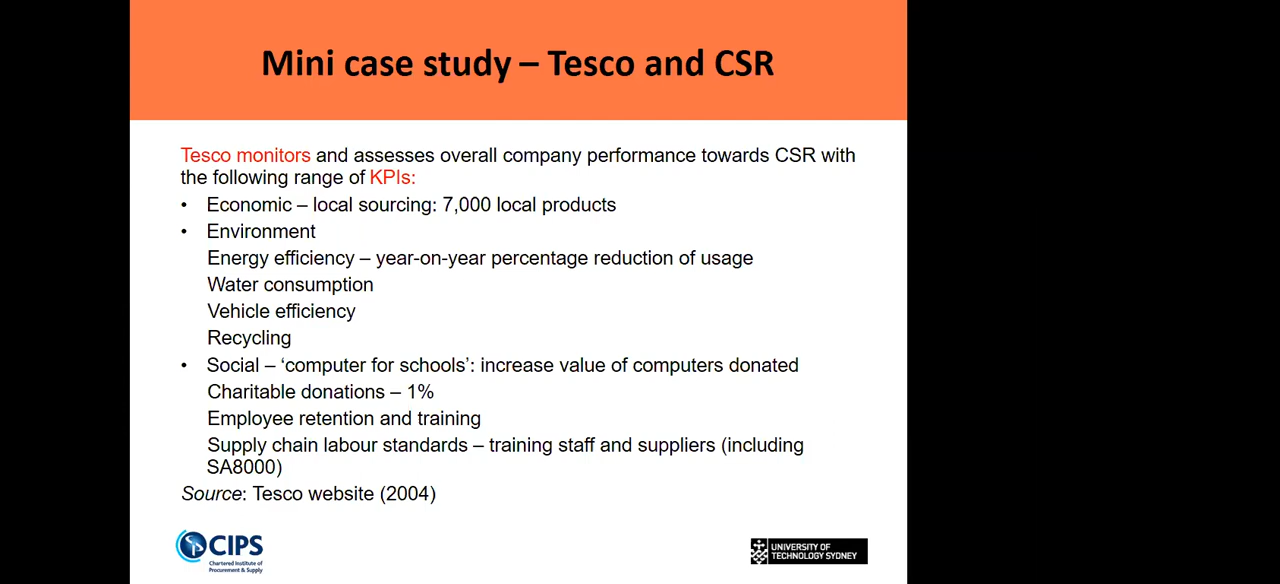 Mini case study – Tesco and CSR
Tesco monitors and assesses overall company performance towards CSR with
the following range of KPIs:
• Economic – local sourcing: 7,000 local products
• Environment
Energy efficiency – year-on-year percentage reduction of usage
Water consumption
Vehicle efficiency
Recycling
• Social – ‘computer for schools’: increase value of computers donated
Charitable donations – 1%
Employee retention and training
Supply chain labour standards – training staff and suppliers (including
SA8000)
Source: Tesco website (2004)
CIPS
Chartered Institute of
Procurement & Supply
UNIVERSITY OF
TECHNOLOGY SYDNEY